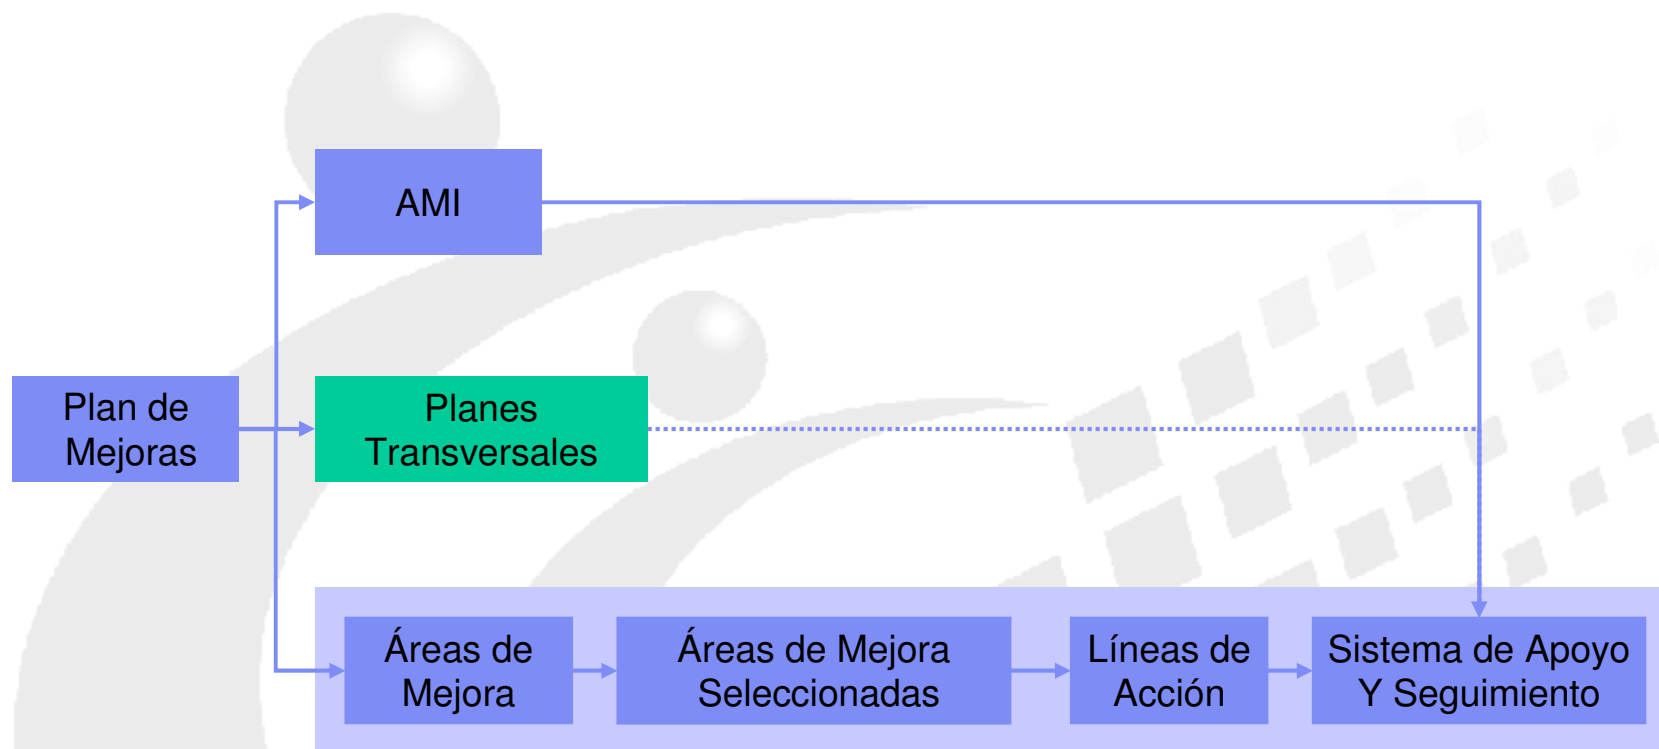 AMI
Plan de
Mejoras
Planes
Transversales
Áreas de
Mejora
Áreas de Mejora
Seleccionadas
Líneas de
Acción
Sistema de Apoyo
Y Seguimiento